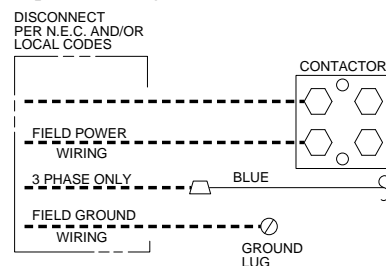 DISCONNECT
PER N.E.C. AND/OR
LOCAL CODES
CONTACTOR
FIELD POWER
WIRING
3 PHASE ONLY
BLUE
FIELD GROUND
WIRING
GROUND
LUG